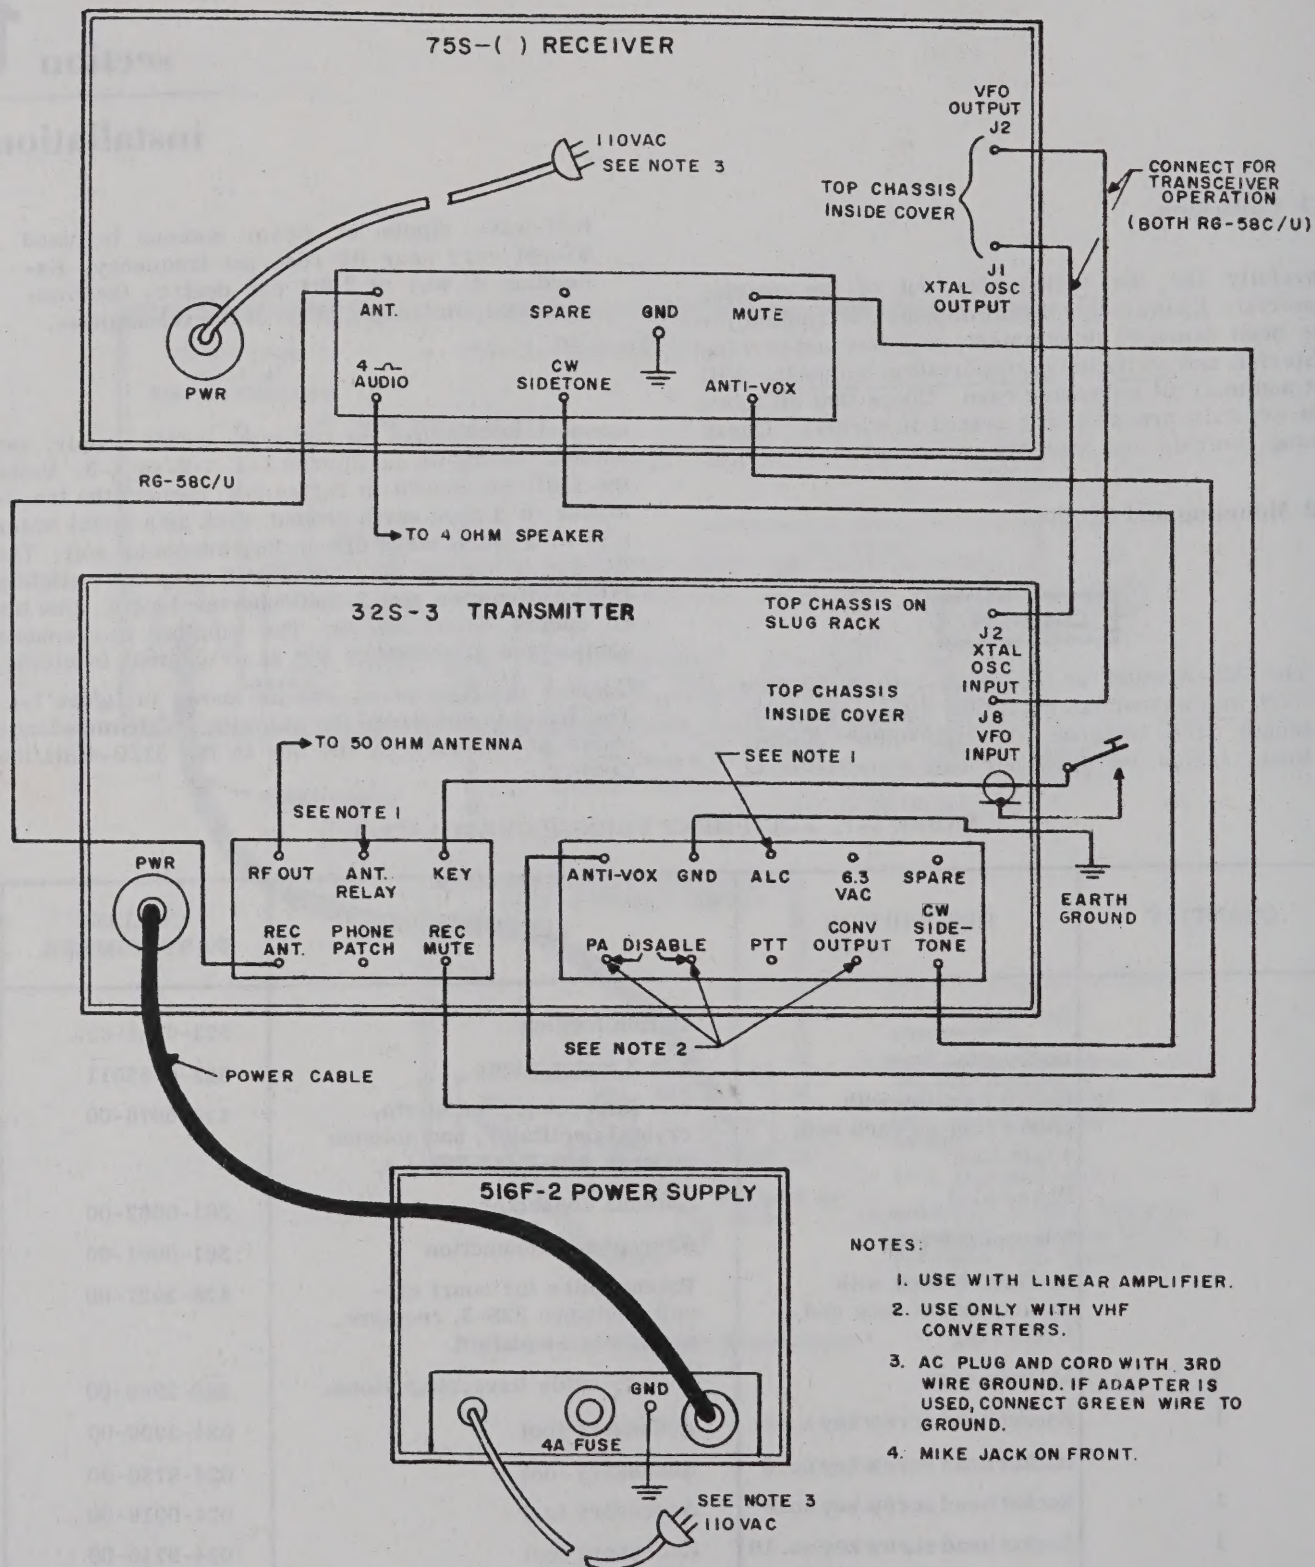 75S-( ) RECEIVER
VFO
OUTPUT
J2
110VAC
SEE NOTE 3
TOP CHASSIS
INSIDE COVER
CONNECT FOR
TRANSCEIVER
OPERATION
(BOTH RG-58C/U)
J1
XTAL OSC
OUTPUT
ANT.
SPARE
GND
MUTE
PWR
4 Ω
AUDIO
CW
SIDETONE
ANTI-VOX
RG-58C/U
TO 4 OHM SPEAKER
32S-3 TRANSMITTER
TOP CHASSIS ON
SLUG RACK
J2
XTAL
OSC
INPUT
TOP CHASSIS
INSIDE COVER
J8
VFO
INPUT
TO 50 OHM ANTENNA
SEE NOTE 1
SEE NOTE 1
PWR
RF OUT
ANT.
RELAY
KEY
ANTI-VOX
GND
ALC
6.3
VAC
SPARE
EARTH
GROUND
REC
ANT.
PHONE
PATCH
REC
MUTE
PA DISABLE
PTT
CONV
OUTPUT
CW
SIDE-
TONE
SEE NOTE 2
POWER CABLE
516F-2 POWER SUPPLY
GND
4A FUSE
SEE NOTE 3
110VAC
NOTES:
1. USE WITH LINEAR AMPLIFIER.
2. USE ONLY WITH VHF
CONVERTERS.
3. AC PLUG AND CORD WITH 3RD
WIRE GROUND. IF ADAPTER IS
USED, CONNECT GREEN WIRE TO
GROUND.
4. MIKE JACK ON FRONT.